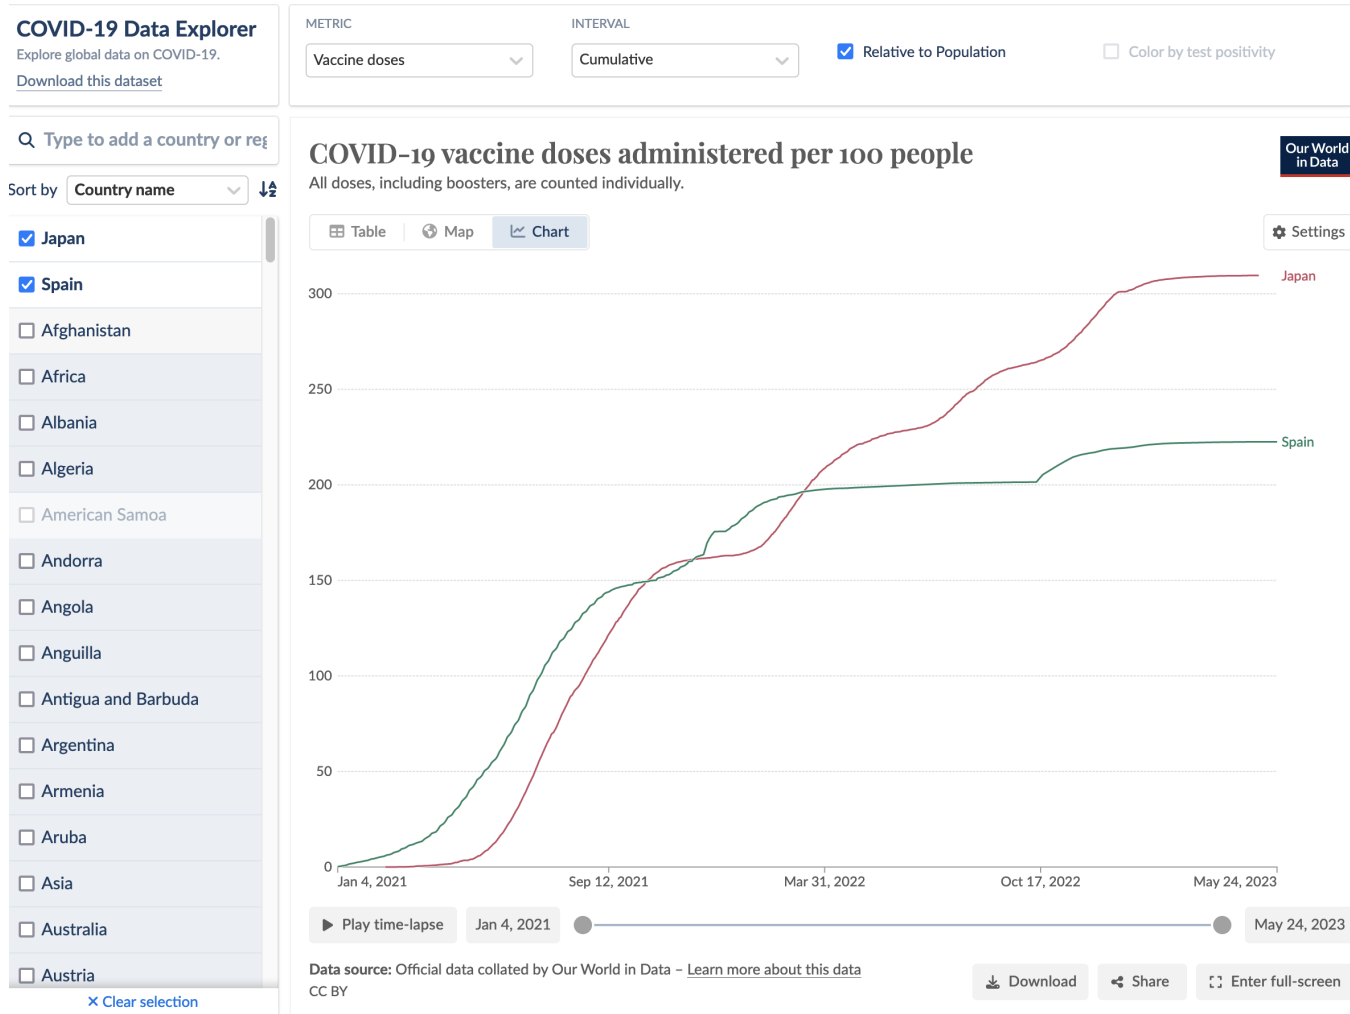 COVID-19 Data Explorer
Explore global data on COVID-19.
Download this dataset
METRIC
Vaccine doses
INTERVAL
Cumulative
Relative to Population
Color by test positivity
Type to add a country or reg
Sort by
Country name
Japan
Spain
Afghanistan
Africa
Albania
Algeria
American Samoa
Andorra
Angola
Anguilla
Antigua and Barbuda
Argentina
Armenia
Aruba
Asia
Australia
Austria
Clear selection
COVID-19 vaccine doses administered per 100 people
All doses, including boosters, are counted individually.
Our World
in Data
Table
Map
Chart
Settings
300
250
200
150
100
50
0
Japan
Spain
Jan 4, 2021
Sep 12, 2021
Mar 31, 2022
Oct 17, 2022
May 24, 2023
Play time-lapse
Jan 4, 2021
May 24, 2023
Data source: Official data collated by Our World in Data – Learn more about this data
CC BY
Download
Share
Enter full-screen